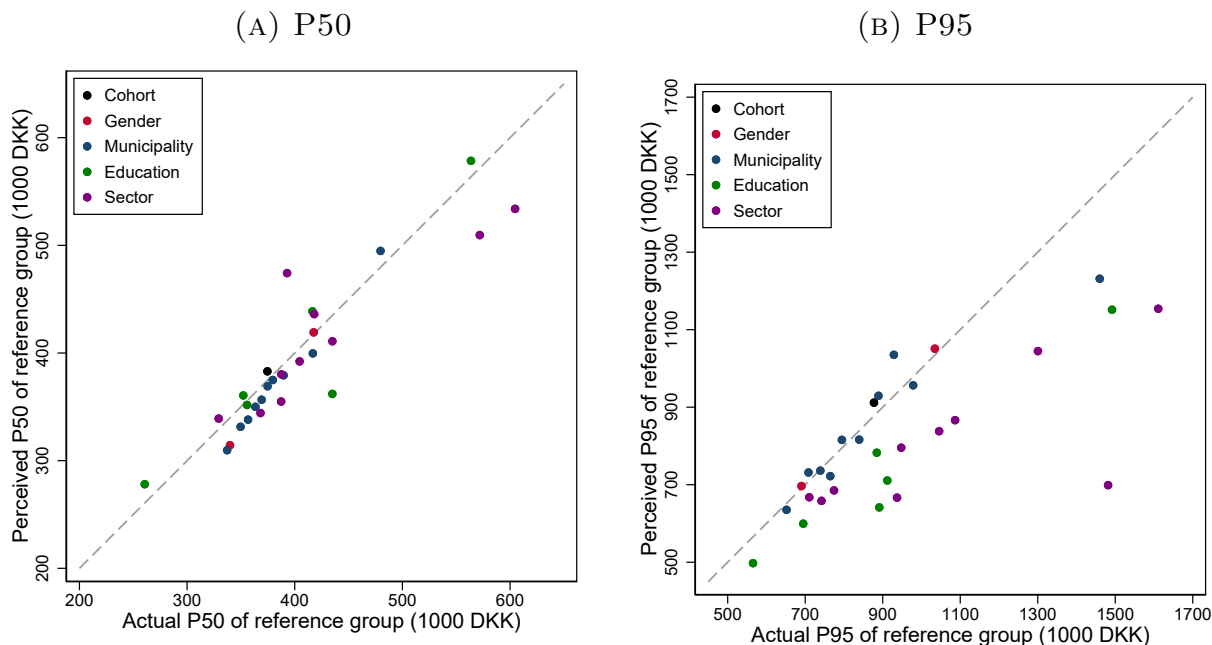 (A) P50
Perceived P50 of reference group (1000 DKK)
600
500
400
300
200
Cohort
Gender
Municipality
Education
Sector
200 300 400 500 600
Actual P50 of reference group (1000 DKK)
(B) P95
Perceived P95 of reference group (1000 DKK)
1700
1500
1300
1100
900
700
500
Cohort
Gender
Municipality
Education
Sector
500 700 900 1100 1300 1500 1700
Actual P95 of reference group (1000 DKK)